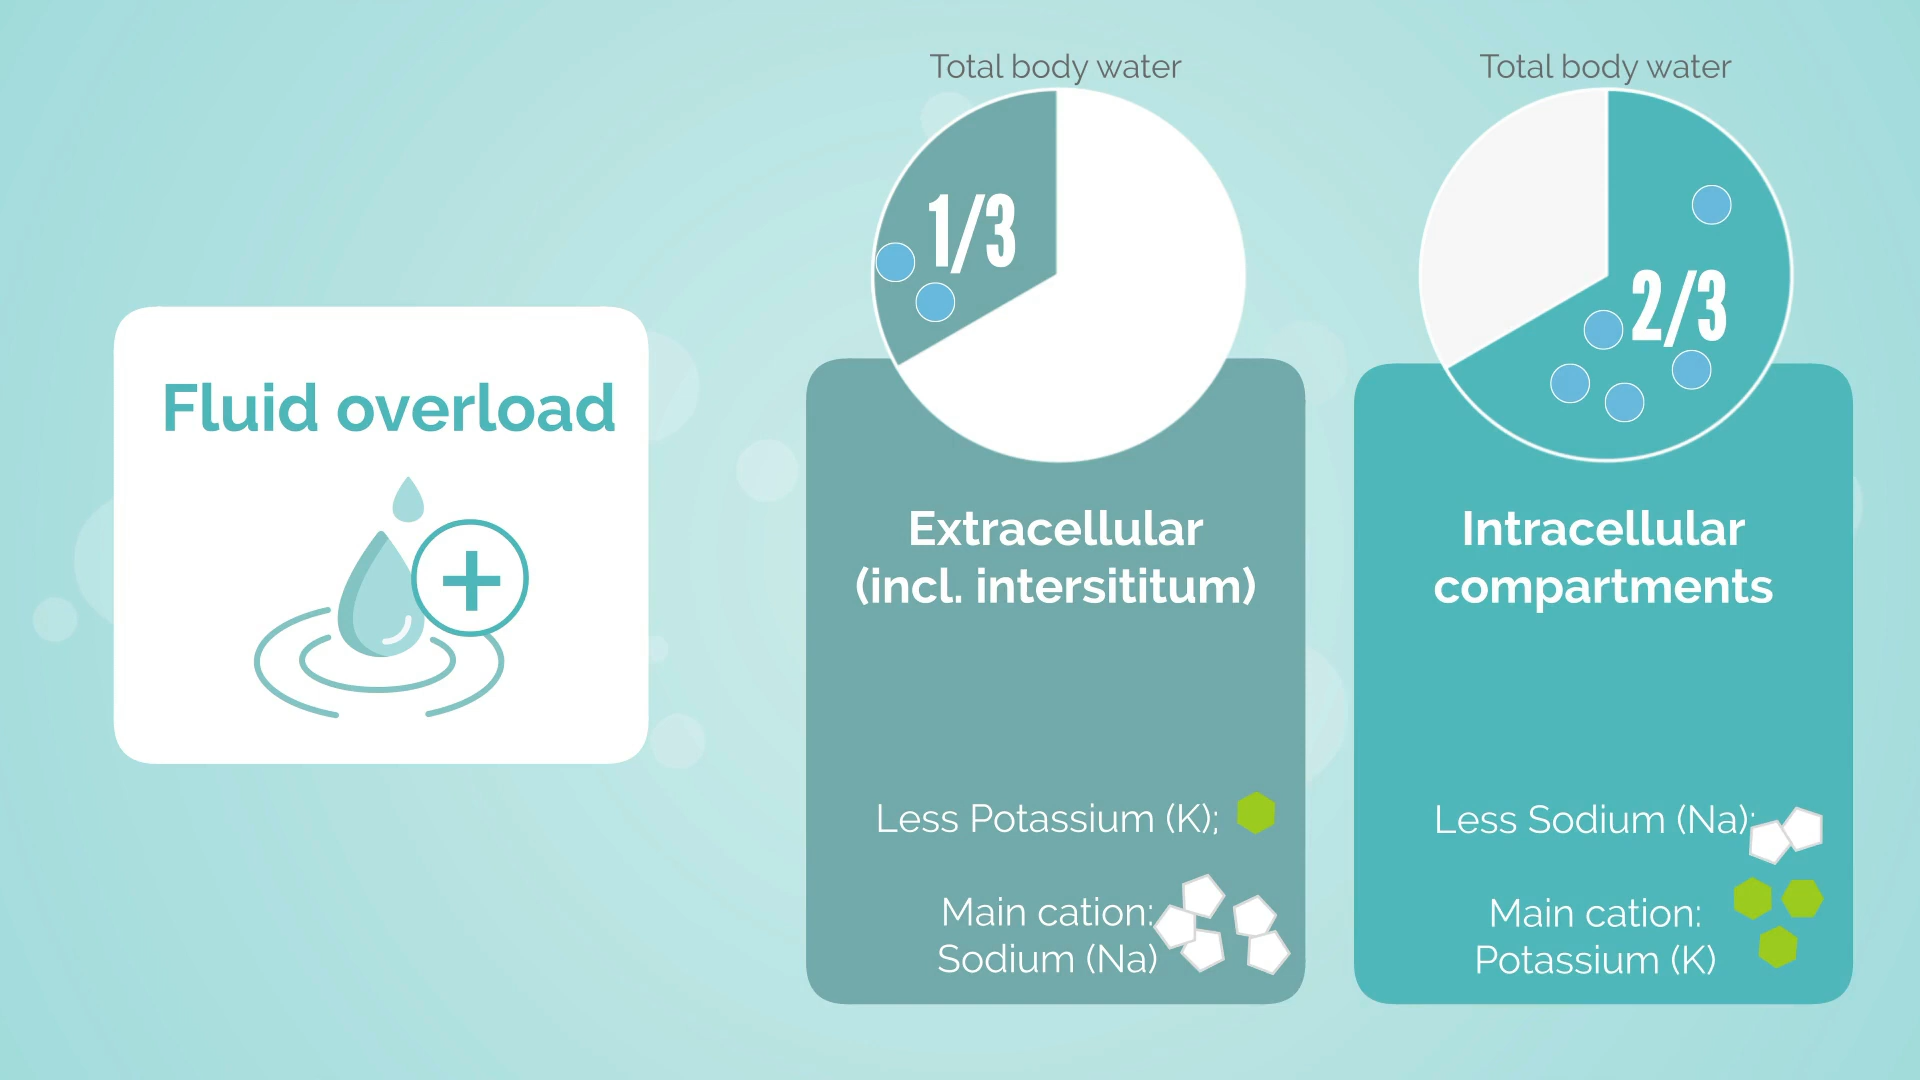 Fluid overload
Total body water
1/3
Extracellular
(incl. intersititum)
Less Potassium (K);
Main cation:
Sodium (Na)
Total body water
2/3
Intracellular
compartments
Less Sodium (Na);
Main cation:
Potassium (K)